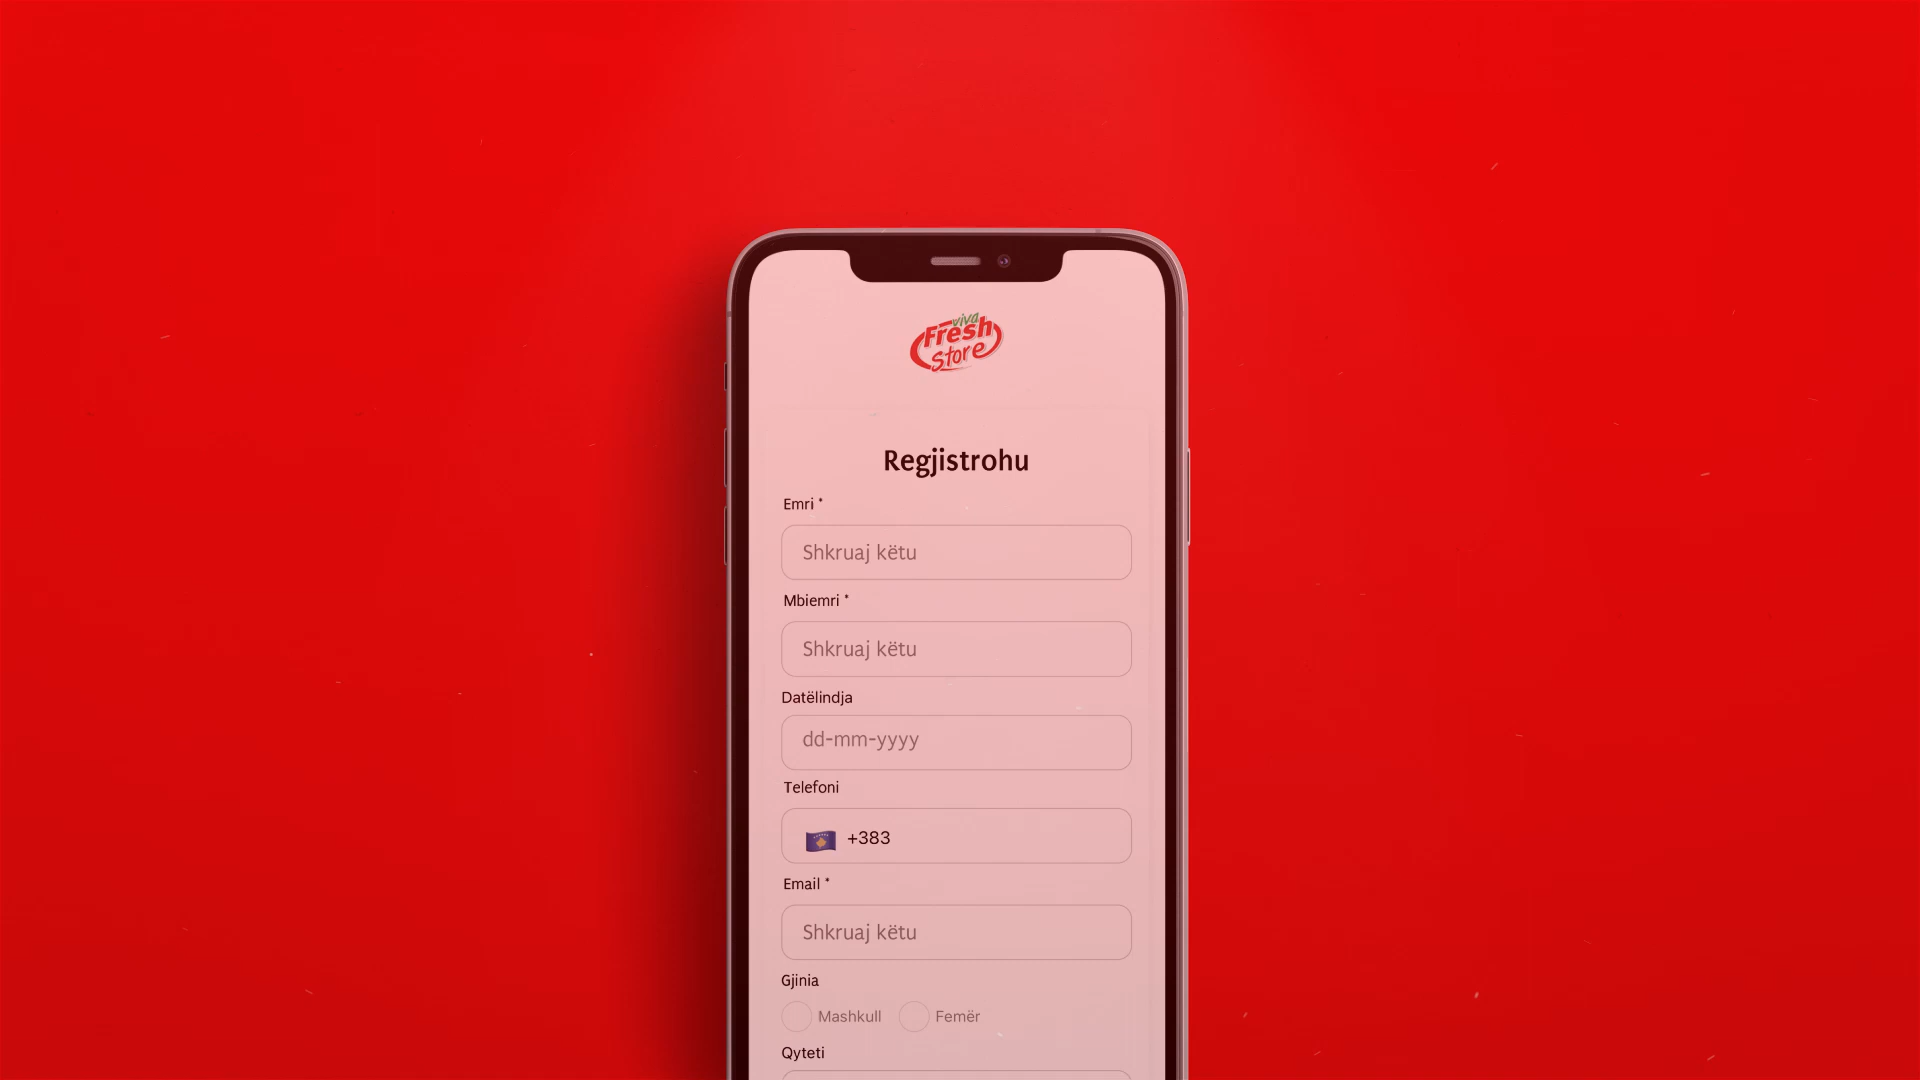 viva
Fresh
Store
Regjistrohu
Emri *
Shkruaj këtu
Mbiemri *
Shkruaj këtu
Datëlindja
dd-mm-yyyy
Telefoni
+383
Email *
Shkruaj këtu
Gjinia
Mashkull Femër
Qyteti